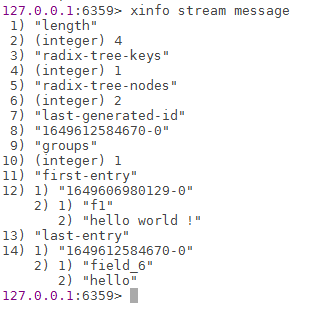 127.0.0.1:6359> xinfo stream message
 1) "length"
 2) (integer) 4
 3) "radix-tree-keys"
 4) (integer) 1
 5) "radix-tree-nodes"
 6) (integer) 2
 7) "last-generated-id"
 8) "1649612584670-0"
 9) "groups"
10) (integer) 1
11) "first-entry"
12) 1) "1649606980129-0"
    2) 1) "f1"
       2) "hello world !"
13) "last-entry"
14) 1) "1649612584670-0"
    2) 1) "field_6"
       2) "hello"
127.0.0.1:6359>